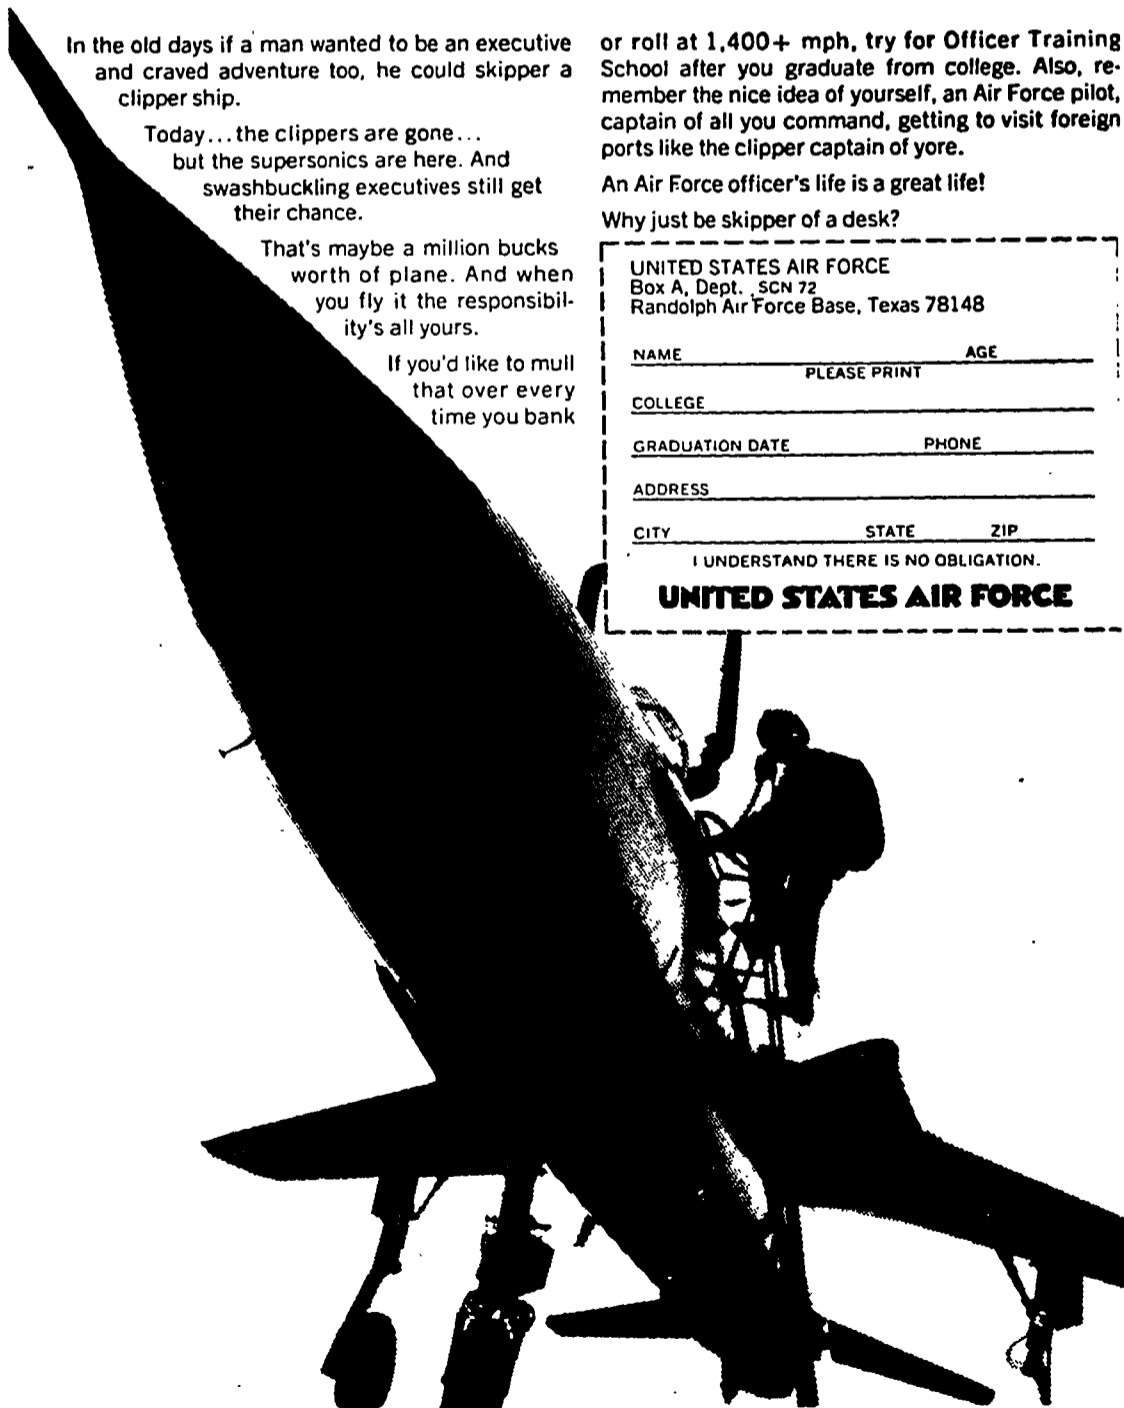 In the old days if a man wanted to be an executive
and craved adventure too, he could skipper a
clipper ship.
Today...the clippers are gone...
but the supersonics are here. And
swashbuckling executives still get
their chance.
That's maybe a million bucks
worth of plane. And when
you fly it the responsibil-
ity's all yours.
If you'd like to mull
that over every
time you bank
or roll at 1,400+ mph, try for Officer Training
School after you graduate from college. Also, re-
member the nice idea of yourself, an Air Force pilot,
captain of all you command, getting to visit foreign
ports like the clipper captain of yore.
An Air Force officer's life is a great life!
Why just be skipper of a desk?
UNITED STATES AIR FORCE
Box A, Dept. SCN 72
Randolph Air Force Base, Texas 78148
NAME AGE
PLEASE PRINT
COLLEGE
GRADUATION DATE PHONE
ADDRESS
CITY STATE ZIP
I UNDERSTAND THERE IS NO OBLIGATION.
UNITED STATES AIR FORCE